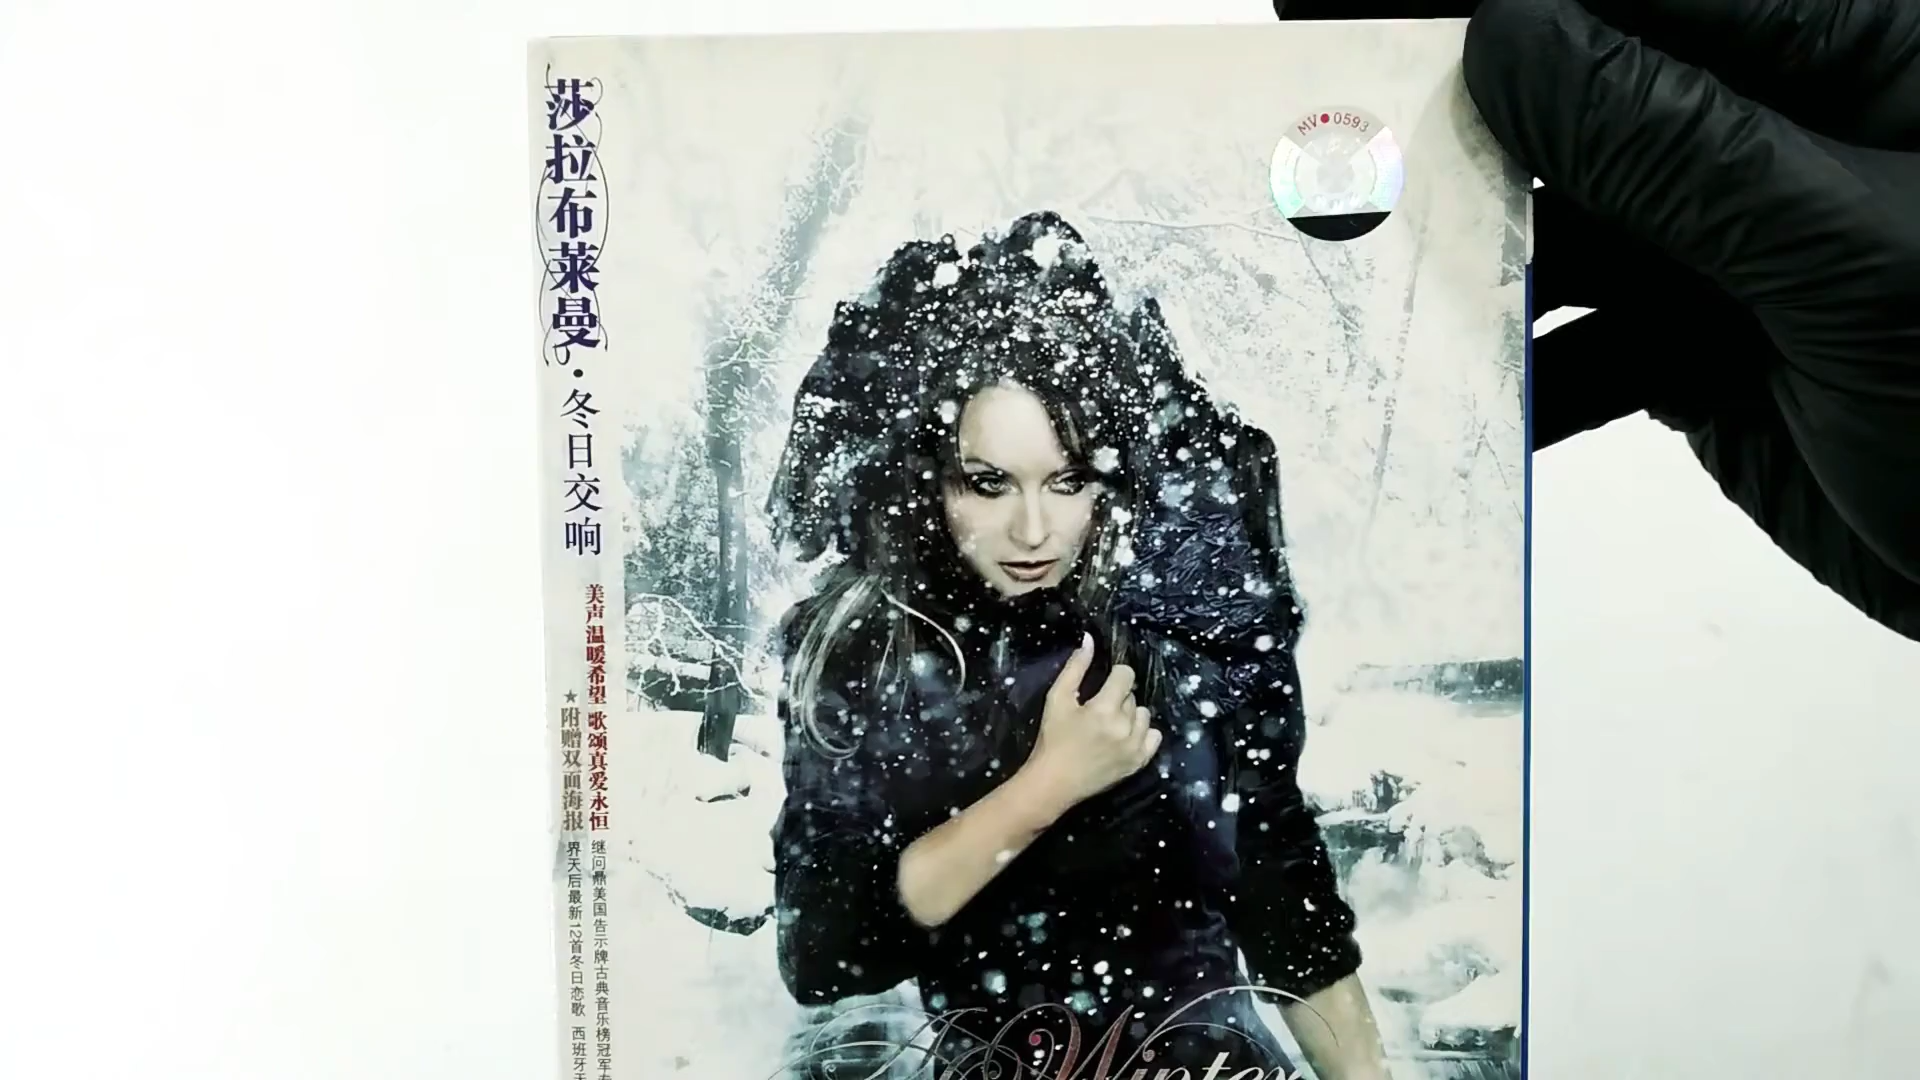 莎拉布莱曼·冬日交响
美声温暖希望 歌颂真爱永恒
★附赠双面海报
继问鼎美国告示牌古典音乐榜冠军
界天后最新12首冬日恋歌 西班牙
MV●0593
A Winter